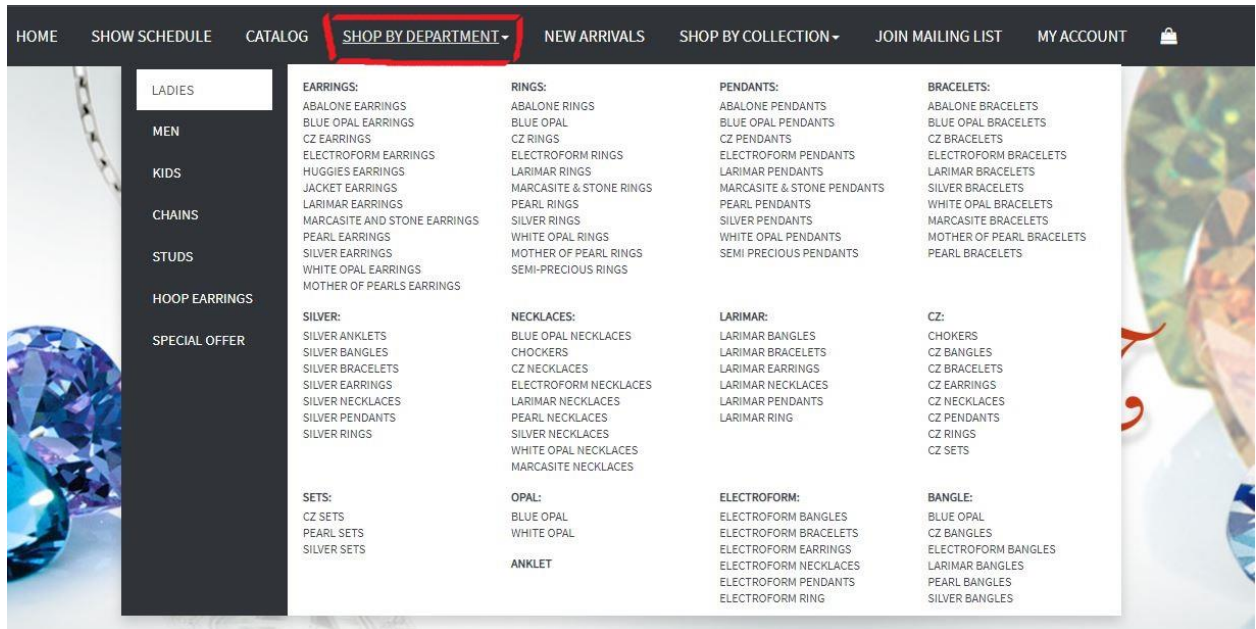 HOME SHOW SCHEDULE CATALOG SHOP BY DEPARTMENT NEW ARRIVALS SHOP BY COLLECTION JOIN MAILING LIST MY ACCOUNT
LADIES
MEN
KIDS
CHAINS
STUDS
HOOP EARRINGS
SPECIAL OFFER
EARRINGS:
ABALONE EARRINGS
BLUE OPAL EARRINGS
CZ EARRINGS
ELECTROFORM EARRINGS
HUGGIES EARRINGS
JACKET EARRINGS
LARIMAR EARRINGS
MARCASITE AND STONE EARRINGS
PEARL EARRINGS
SILVER EARRINGS
WHITE OPAL EARRINGS
MOTHER OF PEARLS EARRINGS
RINGS:
ABALONE RINGS
BLUE OPAL
CZ RINGS
ELECTROFORM RINGS
LARIMAR RINGS
MARCASITE & STONE RINGS
PEARL RINGS
SILVER RINGS
WHITE OPAL RINGS
MOTHER OF PEARL RINGS
SEMI-PRECIOUS RINGS
PENDANTS:
ABALONE PENDANTS
BLUE OPAL PENDANTS
CZ PENDANTS
ELECTROFORM PENDANTS
LARIMAR PENDANTS
MARCASITE & STONE PENDANTS
PEARL PENDANTS
SILVER PENDANTS
WHITE OPAL PENDANTS
SEMI PRECIOUS PENDANTS
BRACELETS:
ABALONE BRACELETS
BLUE OPAL BRACELETS
CZ BRACELETS
ELECTROFORM BRACELETS
LARIMAR BRACELETS
SILVER BRACELETS
WHITE OPAL BRACELETS
MARCASITE BRACELETS
MOTHER OF PEARL BRACELETS
PEARL BRACELETS
SILVER:
SILVER ANKLETS
SILVER BANGLES
SILVER BRACELETS
SILVER EARRINGS
SILVER NECKLACES
SILVER PENDANTS
SILVER RINGS
NECKLACES:
BLUE OPAL NECKLACES
CHOCKERS
CZ NECKLACES
ELECTROFORM NECKLACES
LARIMAR NECKLACES
PEARL NECKLACES
SILVER NECKLACES
WHITE OPAL NECKLACES
MARCASITE NECKLACES
LARIMAR:
LARIMAR BANGLES
LARIMAR BRACELETS
LARIMAR EARRINGS
LARIMAR NECKLACES
LARIMAR PENDANTS
LARIMAR RING
CZ:
CHOKERS
CZ BANGLES
CZ BRACELETS
CZ EARRINGS
CZ NECKLACES
CZ PENDANTS
CZ RINGS
CZ SETS
SETS:
CZ SETS
PEARL SETS
SILVER SETS
OPAL:
BLUE OPAL
WHITE OPAL
ANKLET
ELECTROFORM:
ELECTROFORM BANGLES
ELECTROFORM BRACELETS
ELECTROFORM EARRINGS
ELECTROFORM NECKLACES
ELECTROFORM PENDANTS
ELECTROFORM RING
BANGLE:
BLUE OPAL
CZ BANGLES
ELECTROFORM BANGLES
LARIMAR BANGLES
PEARL BANGLES
SILVER BANGLES